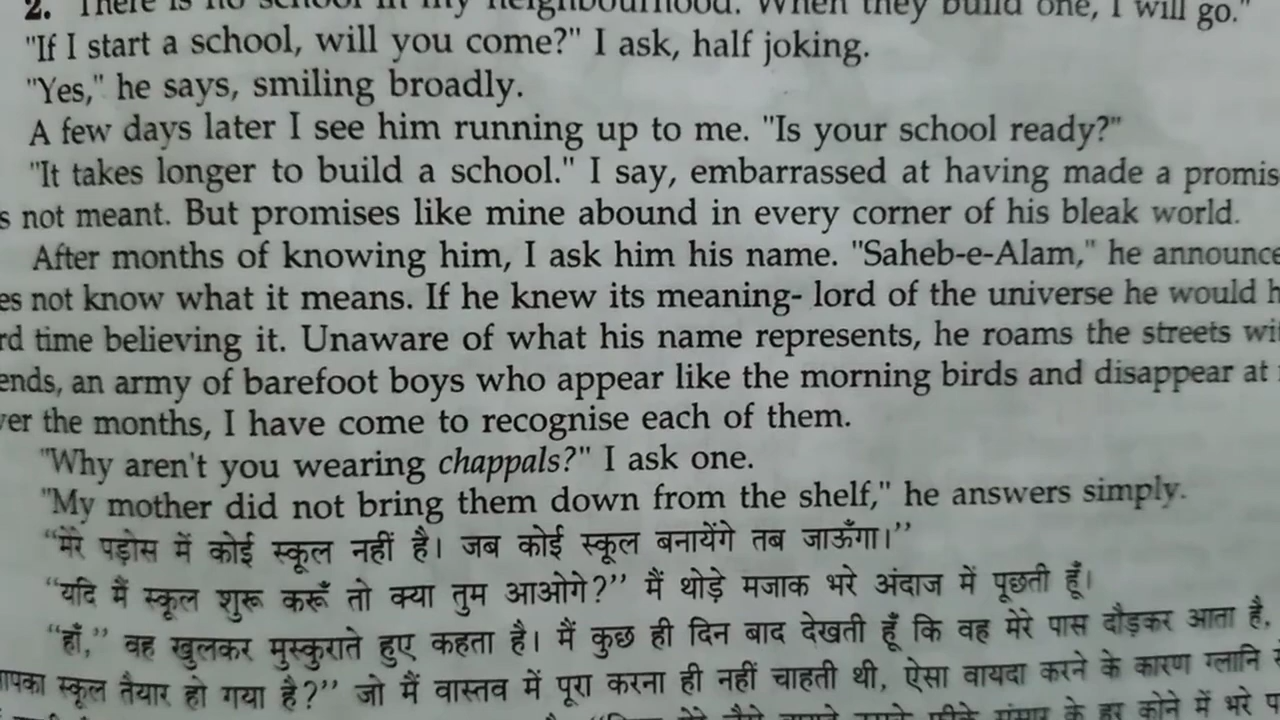 2. There is no school in my neighbourhood. When they build one, I will go."
"If I start a school, will you come?" I ask, half joking.
"Yes," he says, smiling broadly.
A few days later I see him running up to me. "Is your school ready?"
"It takes longer to build a school." I say, embarrassed at having made a promis
s not meant. But promises like mine abound in every corner of his bleak world.
After months of knowing him, I ask him his name. "Saheb-e-Alam," he announce
es not know what it means. If he knew its meaning- lord of the universe he would h
rd time believing it. Unaware of what his name represents, he roams the streets wi
ends, an army of barefoot boys who appear like the morning birds and disappear at
ver the months, I have come to recognise each of them.
"Why aren't you wearing chappals?" I ask one.
"My mother did not bring them down from the shelf," he answers simply.
“मेरे पड़ोस में कोई स्कूल नहीं है। जब कोई स्कूल बनायेंगे तब जाऊँगा।”
“यदि मैं स्कूल शुरू करूँ तो क्या तुम आओगे?” मैं थोड़े मजाक भरे अंदाज में पूछती हूँ।
“हाँ,” वह खुलकर मुस्कुराते हुए कहता है। मैं कुछ ही दिन बाद देखती हूँ कि वह मेरे पास दौड़कर आता है,
ापका स्कूल तैयार हो गया है?” जो मैं वास्तव में पूरा करना ही नहीं चाहती थी, ऐसा वायदा करने के कारण ग्लानि
संसार के हर कोने में भरे